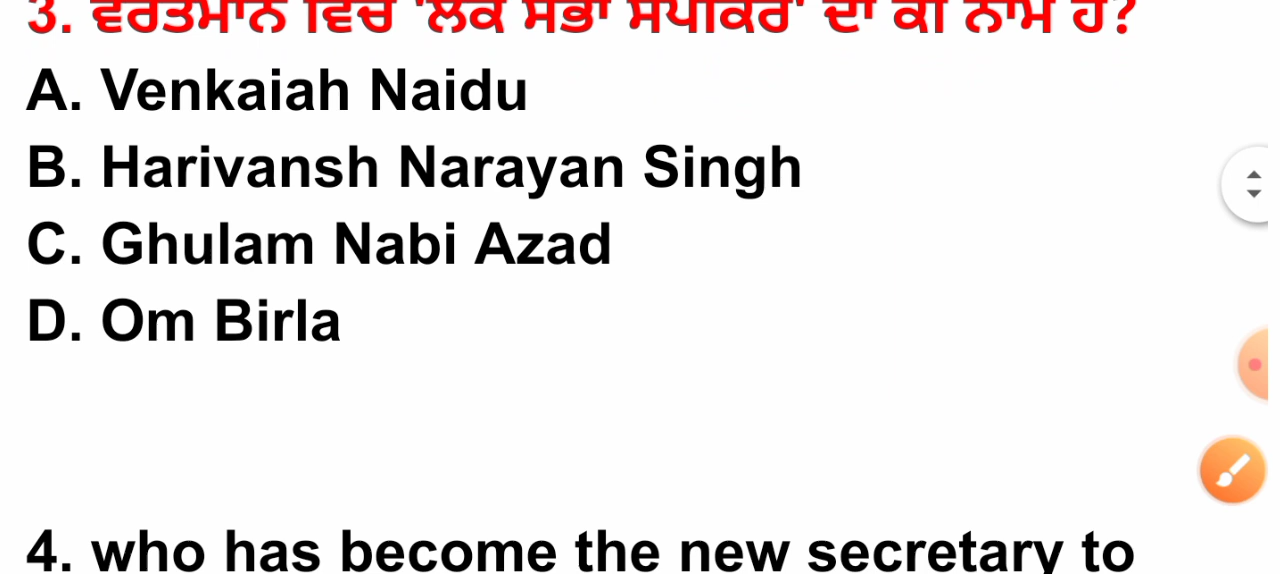 3. ਵਰਤਮਾਨ ਵਿਚ 'ਲੋਕ ਸਭਾ ਸਪੀਕਰ' ਦਾ ਕੀ ਨਾਮ ਹੈ?
A. Venkaiah Naidu
B. Harivansh Narayan Singh
C. Ghulam Nabi Azad
D. Om Birla
4. who has become the new secretary to